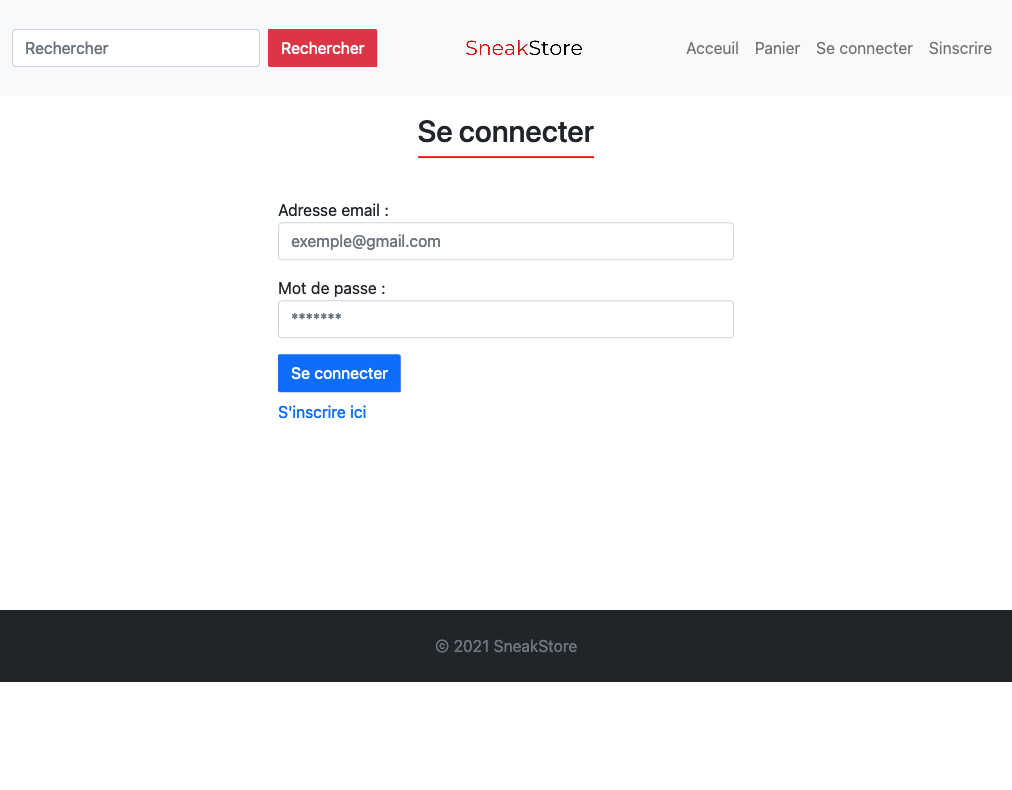 Rechercher Rechercher SneakStore Acceuil Panier Se connecter Sinscrire
Se connecter
Adresse email :
exemple@gmail.com
Mot de passe :
*******
Se connecter
S'inscrire ici
© 2021 SneakStore